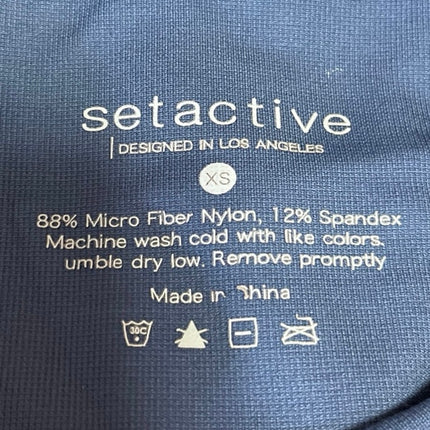 setactive
DESIGNED IN LOS ANGELES
XS
88% Micro Fiber Nylon, 12% Spandex
Machine wash cold with like colors.
umble dry low. Remove promptly
Made in China
30C